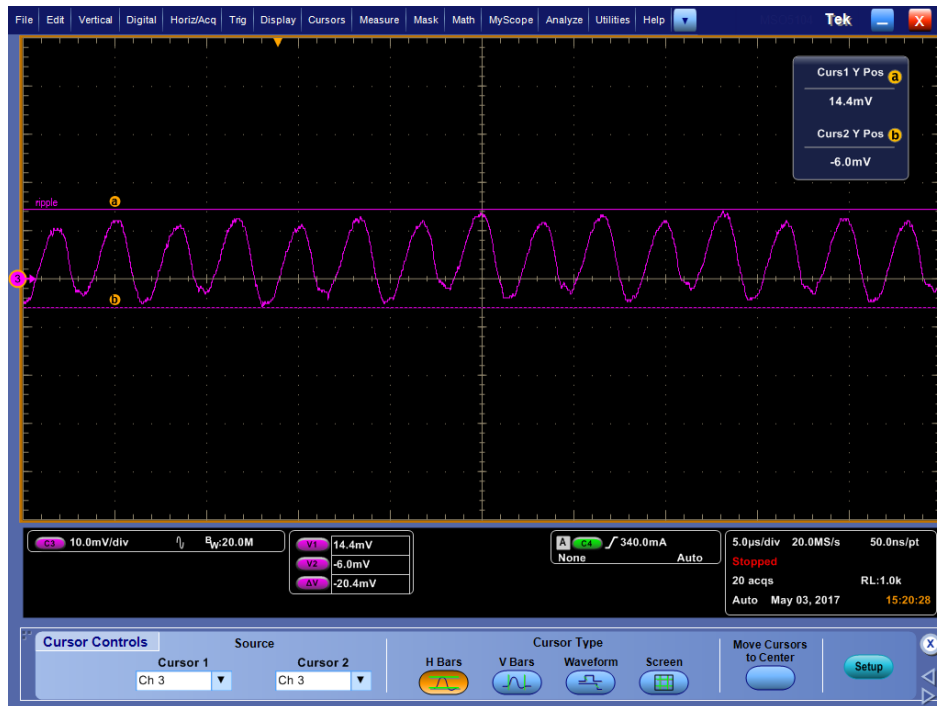 File Edit Vertical Digital Horiz/Acq Trig Display Cursors Measure Mask Math MyScope Analyze Utilities Help Tek X
Curs1 Y Pos a
14.4mV
Curs2 Y Pos b
-6.0mV
ripple
a
3
b
C3 10.0mV/div BW:20.0M
V1 14.4mV
V2 -6.0mV
ΔV -20.4mV
A C4 340.0mA
None Auto
5.0µs/div 20.0MS/s 50.0ns/pt
Stopped
20 acqs RL:1.0k
Auto May 03, 2017 15:20:28
Cursor Controls Source Cursor Type Move Cursors to Center X
Cursor 1 Cursor 2 H Bars V Bars Waveform Screen Setup
Ch 3 Ch 3